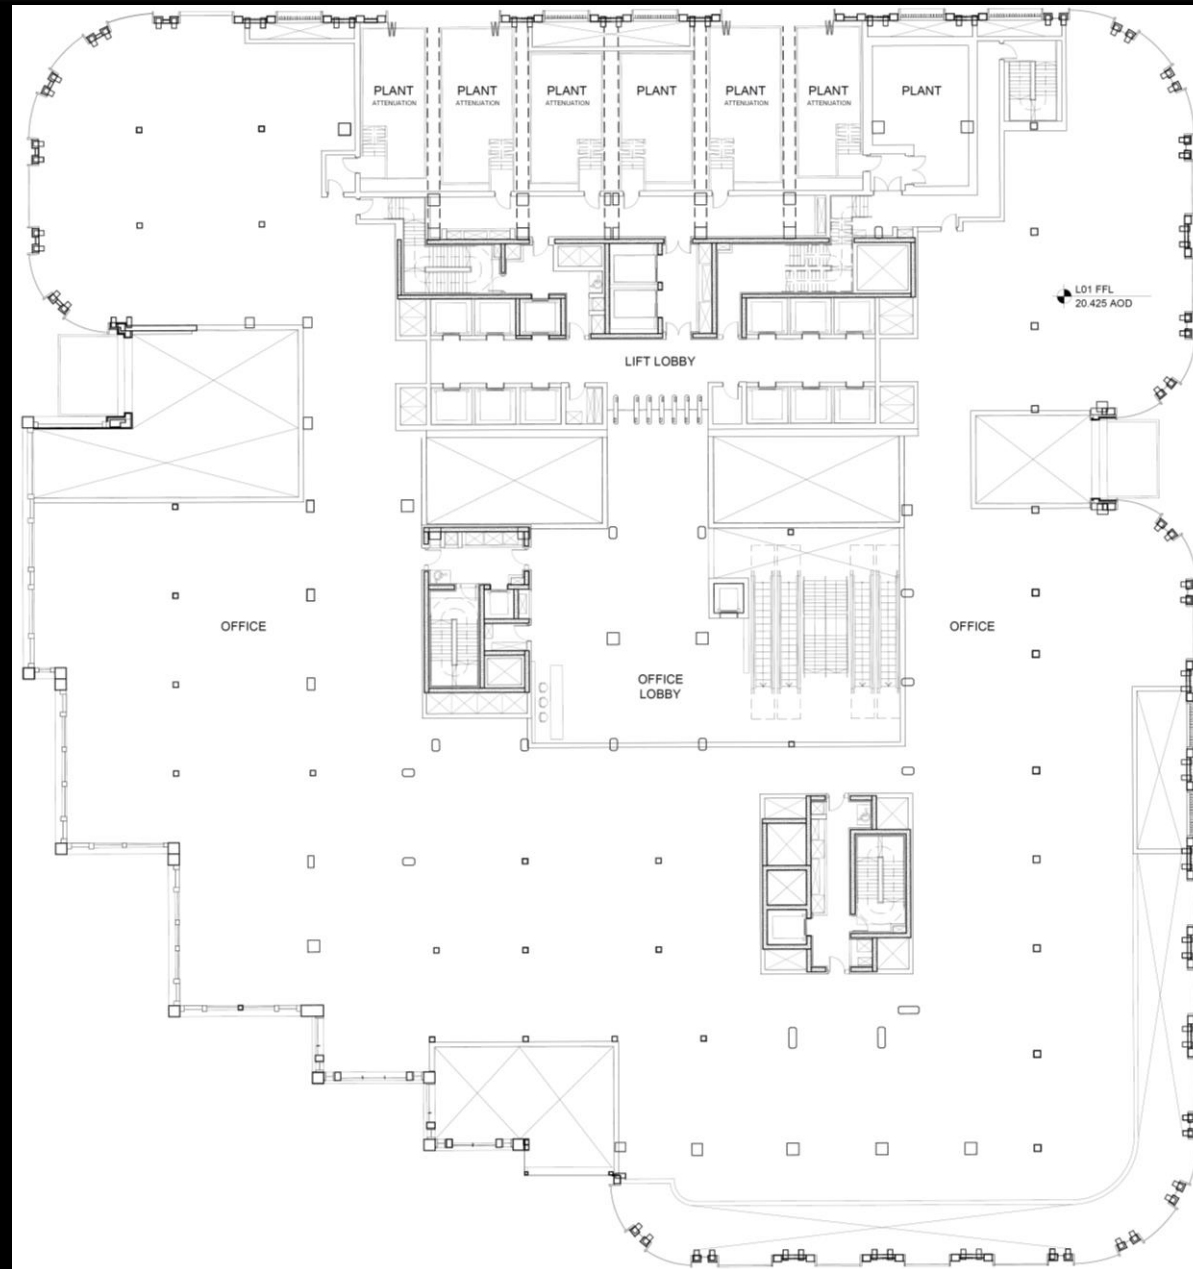 PLANT
ATTENUATION
PLANT
ATTENUATION
PLANT
ATTENUATION
PLANT
PLANT
ATTENUATION
PLANT
ATTENUATION
PLANT
L01 FFL
20.425 AOD
LIFT LOBBY
OFFICE
OFFICE
OFFICE
LOBBY